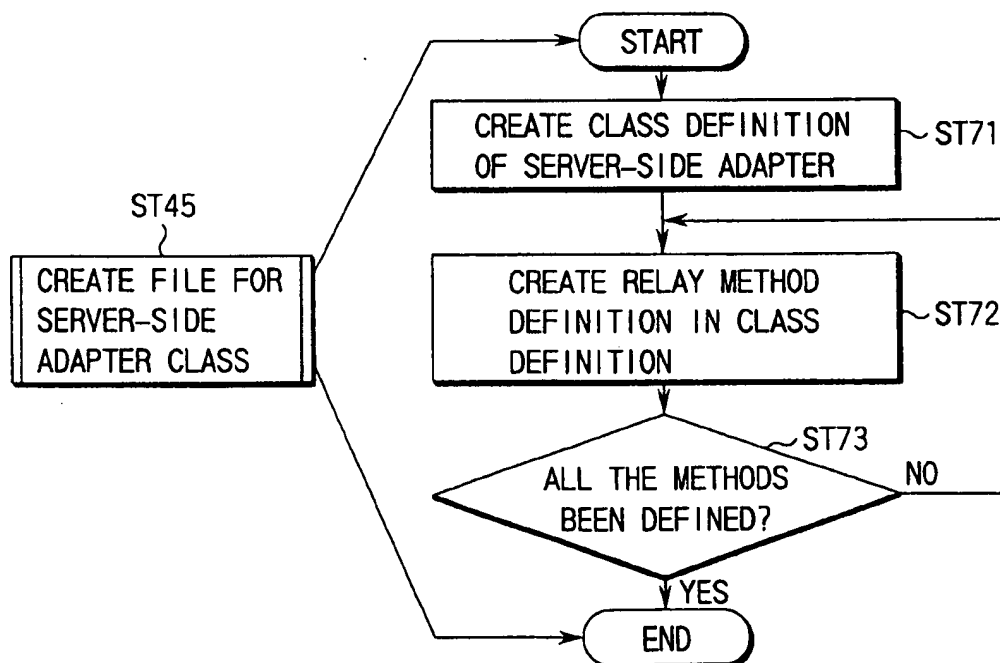 START
CREATE CLASS DEFINITION
OF SERVER-SIDE ADAPTER
ST71
ST45
CREATE FILE FOR
SERVER-SIDE
ADAPTER CLASS
CREATE RELAY METHOD
DEFINITION IN CLASS
DEFINITION
ST72
ST73
ALL THE METHODS
BEEN DEFINED?
NO
YES
END